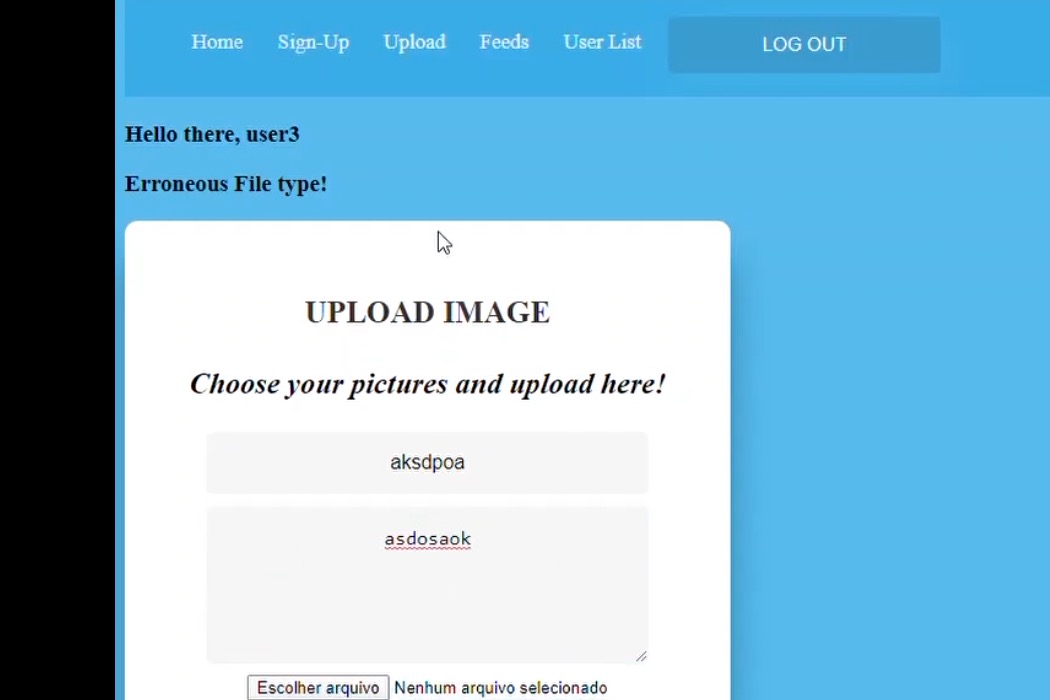 Home Sign-Up Upload Feeds User List LOG OUT
Hello there, user3
Erroneous File type!
UPLOAD IMAGE
Choose your pictures and upload here!
aksdpoa
asdosaok
Escolher arquivo Nenhum arquivo selecionado